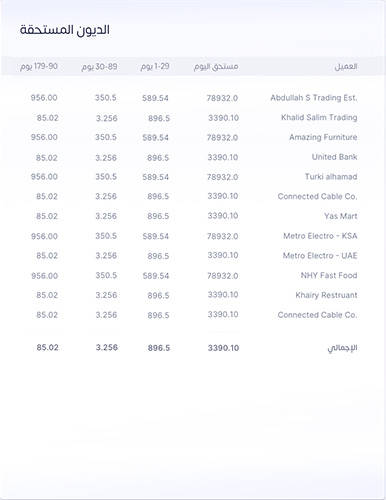 الديون المستحقة
العميل مستحق اليوم 1-29 يوم 30-89 يوم 90-179 يوم
Abdullah S Trading Est. 78932.0 589.54 350.5 956.00
Khalid Salim Trading 3390.10 896.5 3.256 85.02
Amazing Furniture 78932.0 589.54 350.5 956.00
United Bank 3390.10 896.5 3.256 85.02
Turki alhamad 78932.0 589.54 350.5 956.00
Connected Cable Co. 3390.10 896.5 3.256 85.02
Yas Mart 3390.10 896.5 3.256 85.02
Metro Electro - KSA 78932.0 589.54 350.5 956.00
Metro Electro - UAE 3390.10 896.5 3.256 85.02
NHY Fast Food 78932.0 589.54 350.5 956.00
Khairy Restruant 3390.10 896.5 3.256 85.02
Connected Cable Co. 3390.10 896.5 3.256 85.02
الإجمالي 3390.10 896.5 3.256 85.02